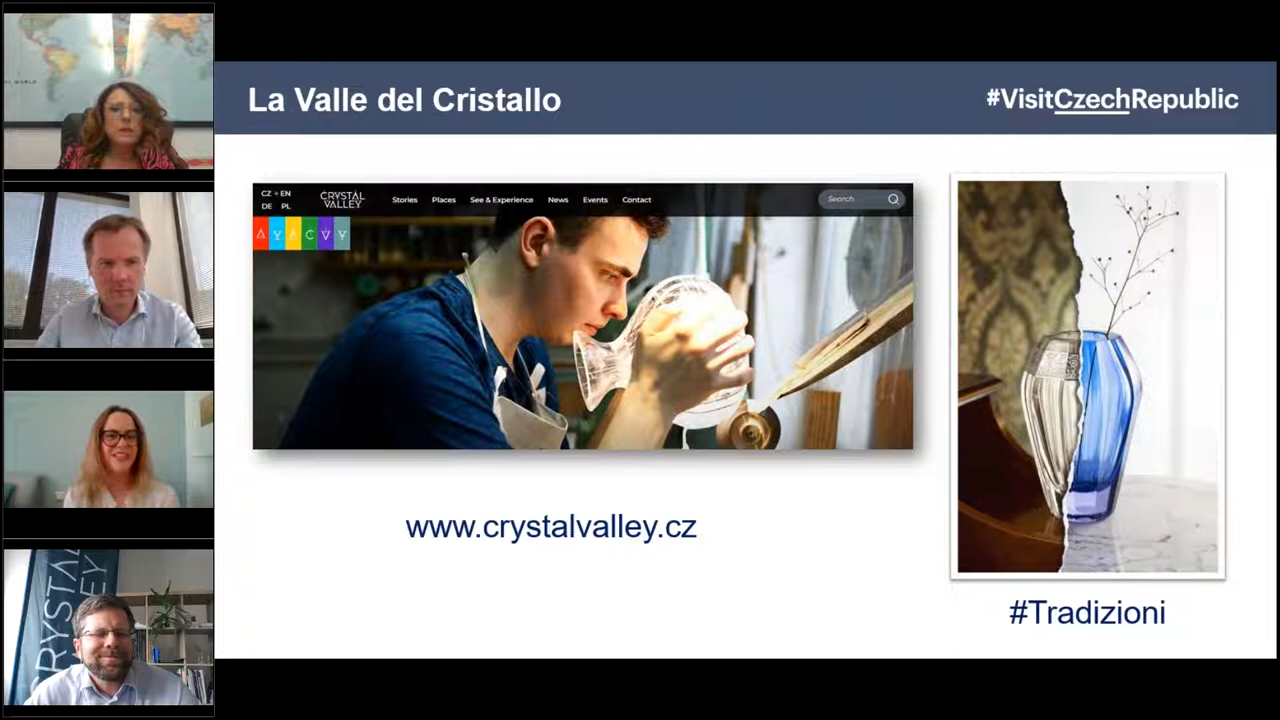 La Valle del Cristallo
#VisitCzechRepublic
CZ + EN
DE PL
CRYSTAL
VALLEY
Stories Places See & Experience News Events Contact
Search
www.crystalvalley.cz
#Tradizioni